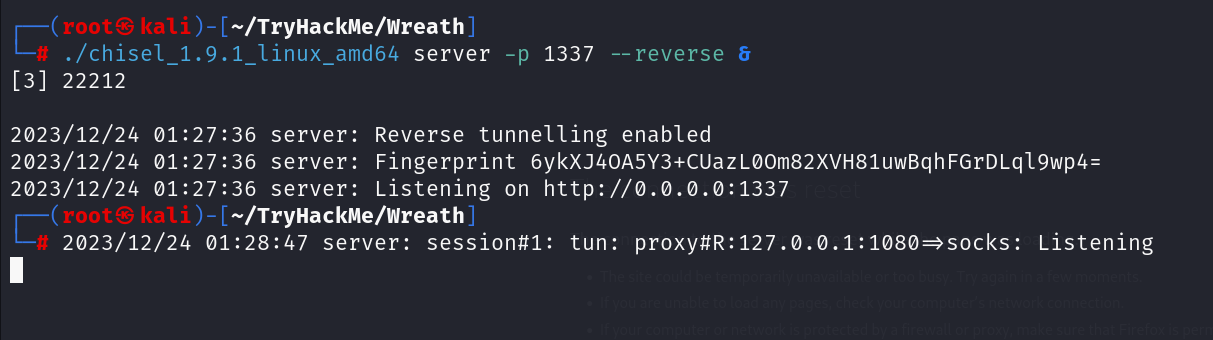 ┌──(root㉿kali)-[~/TryHackMe/Wreath]
└─# ./chisel_1.9.1_linux_amd64 server -p 1337 --reverse &
[3] 22212
2023/12/24 01:27:36 server: Reverse tunnelling enabled
2023/12/24 01:27:36 server: Fingerprint 6ykXJ4OA5Y3+CUazL0Om82XVH81uwBqhFGrDLql9wp4=
2023/12/24 01:27:36 server: Listening on http://0.0.0.0:1337
reset
┌──(root㉿kali)-[~/TryHackMe/Wreath]
└─# 2023/12/24 01:28:47 server: session#1: tun: proxy#R:127.0.0.1:1080=>socks: Listening
• The site could be temporarily unavailable or too busy. Try again in a few moments.
• If you are unable to load any pages, check your computer's network connection.
• If your computer or network is protected by a firewall or proxy, make sure that Firefox is perm